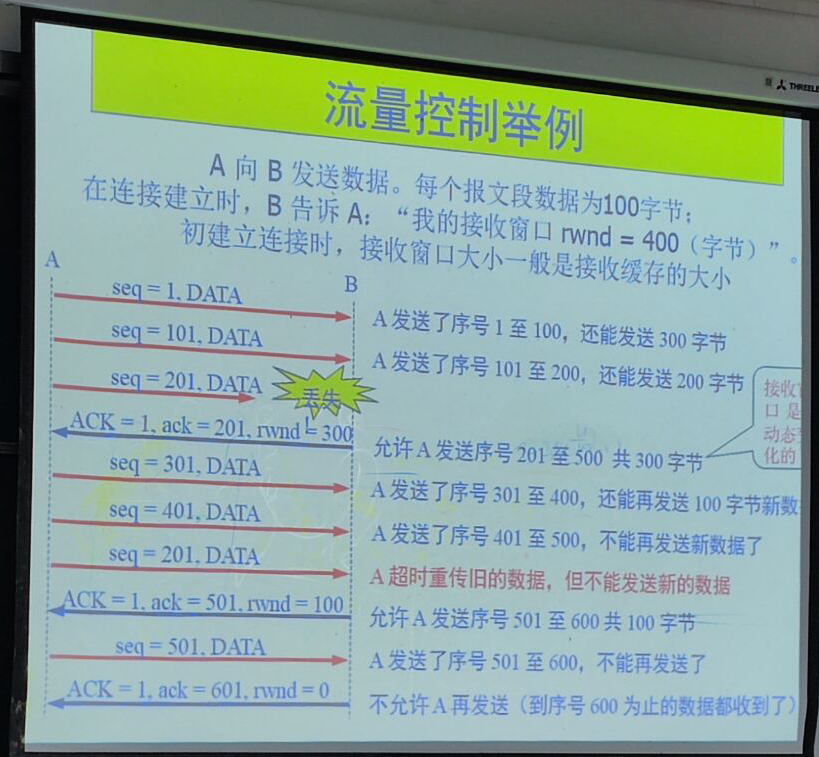 THREE
流量控制举例
A 向 B 发送数据。每个报文段数据为100字节；
在连接建立时，B 告诉 A：“我的接收窗口 rwnd = 400（字节）”。
初建立连接时，接收窗口大小一般是接收缓存的大小
A
B
seq = 1, DATA
A 发送了序号 1 至 100，还能发送 300 字节
seq = 101, DATA
A 发送了序号 101 至 200，还能发送 200 字节
seq = 201, DATA
丢失
接收
口 是
动态
化的
ACK = 1, ack = 201, rwnd = 300
允许 A 发送序号 201 至 500 共 300 字节
seq = 301, DATA
A 发送了序号 301 至 400，还能再发送 100 字节新数
seq = 401, DATA
A 发送了序号 401 至 500，不能再发送新数据了
seq = 201, DATA
A 超时重传旧的数据，但不能发送新的数据
ACK = 1, ack = 501, rwnd = 100
允许 A 发送序号 501 至 600 共 100 字节
seq = 501, DATA
A 发送了序号 501 至 600，不能再发送了
ACK = 1, ack = 601, rwnd = 0
不允许 A 再发送（到序号 600 为止的数据都收到了）